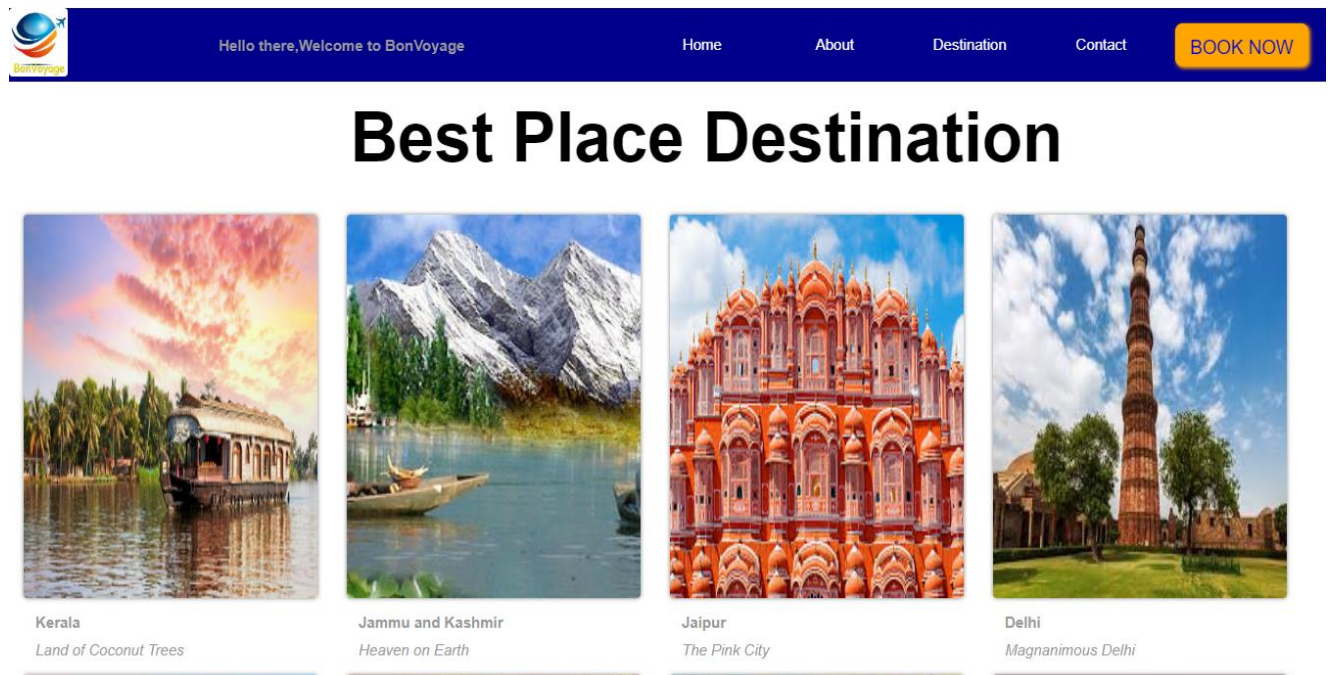 BonVoyage
Hello there,Welcome to BonVoyage
Home
About
Destination
Contact
BOOK NOW
Best Place Destination
Kerala
Land of Coconut Trees
Jammu and Kashmir
Heaven on Earth
Jaipur
The Pink City
Delhi
Magnanimous Delhi